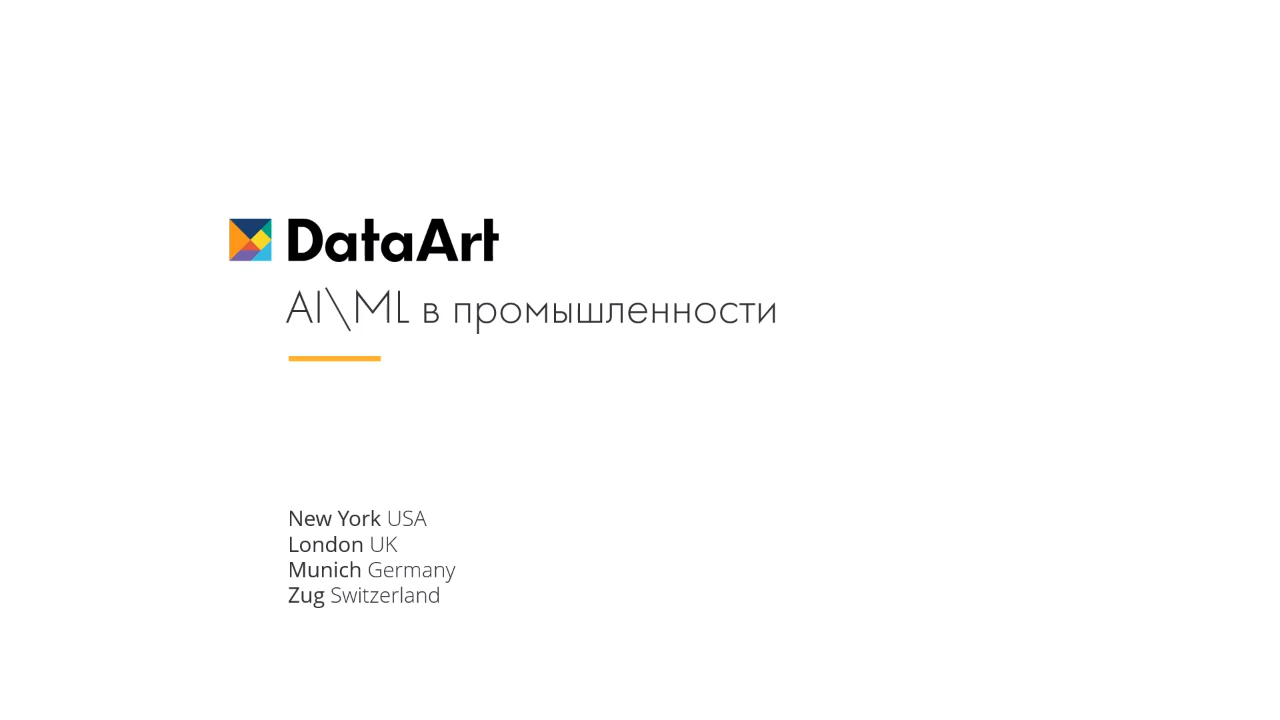 DataArt
AI\ML в промышленности
New York USA
London UK
Munich Germany
Zug Switzerland